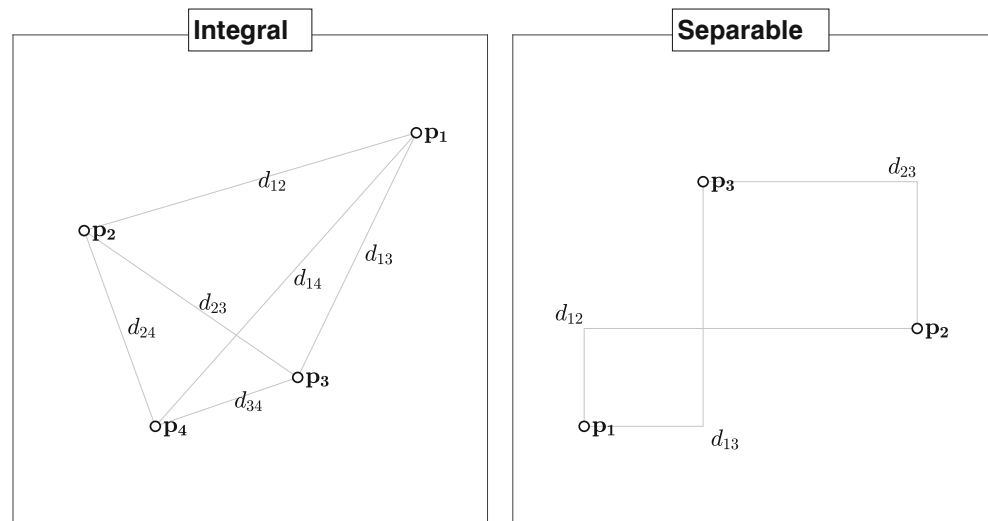 Integral
p₁
d₁₂
p₂
d₁₃
d₁₄
d₂₃
d₂₄
p₃
d₃₄
p₄
Separable
d₂₃
p₃
d₁₂
p₂
p₁
d₁₃